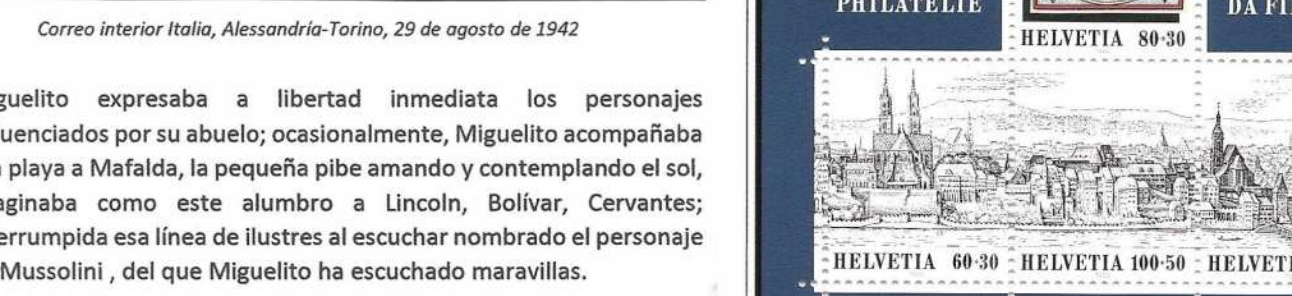 Correo interior Italia, Alessandría-Torino, 29 de agosto de 1942
guelito expresaba a libertad inmediata los personajes
uenciados por su abuelo; ocasionalmente, Miguelito acompañaba
playa a Mafalda, la pequeña pibe amando y contemplando el sol,
aginaba como este alumbro a Lincoln, Bolívar, Cervantes;
errumpida esa línea de ilustres al escuchar nombrado el personaje
Mussolini , del que Miguelito ha escuchado maravillas.
PHILATELIE
DA FI
HELVETIA 80+30
HELVETIA 60+30 HELVETIA 100+50 HELVETI